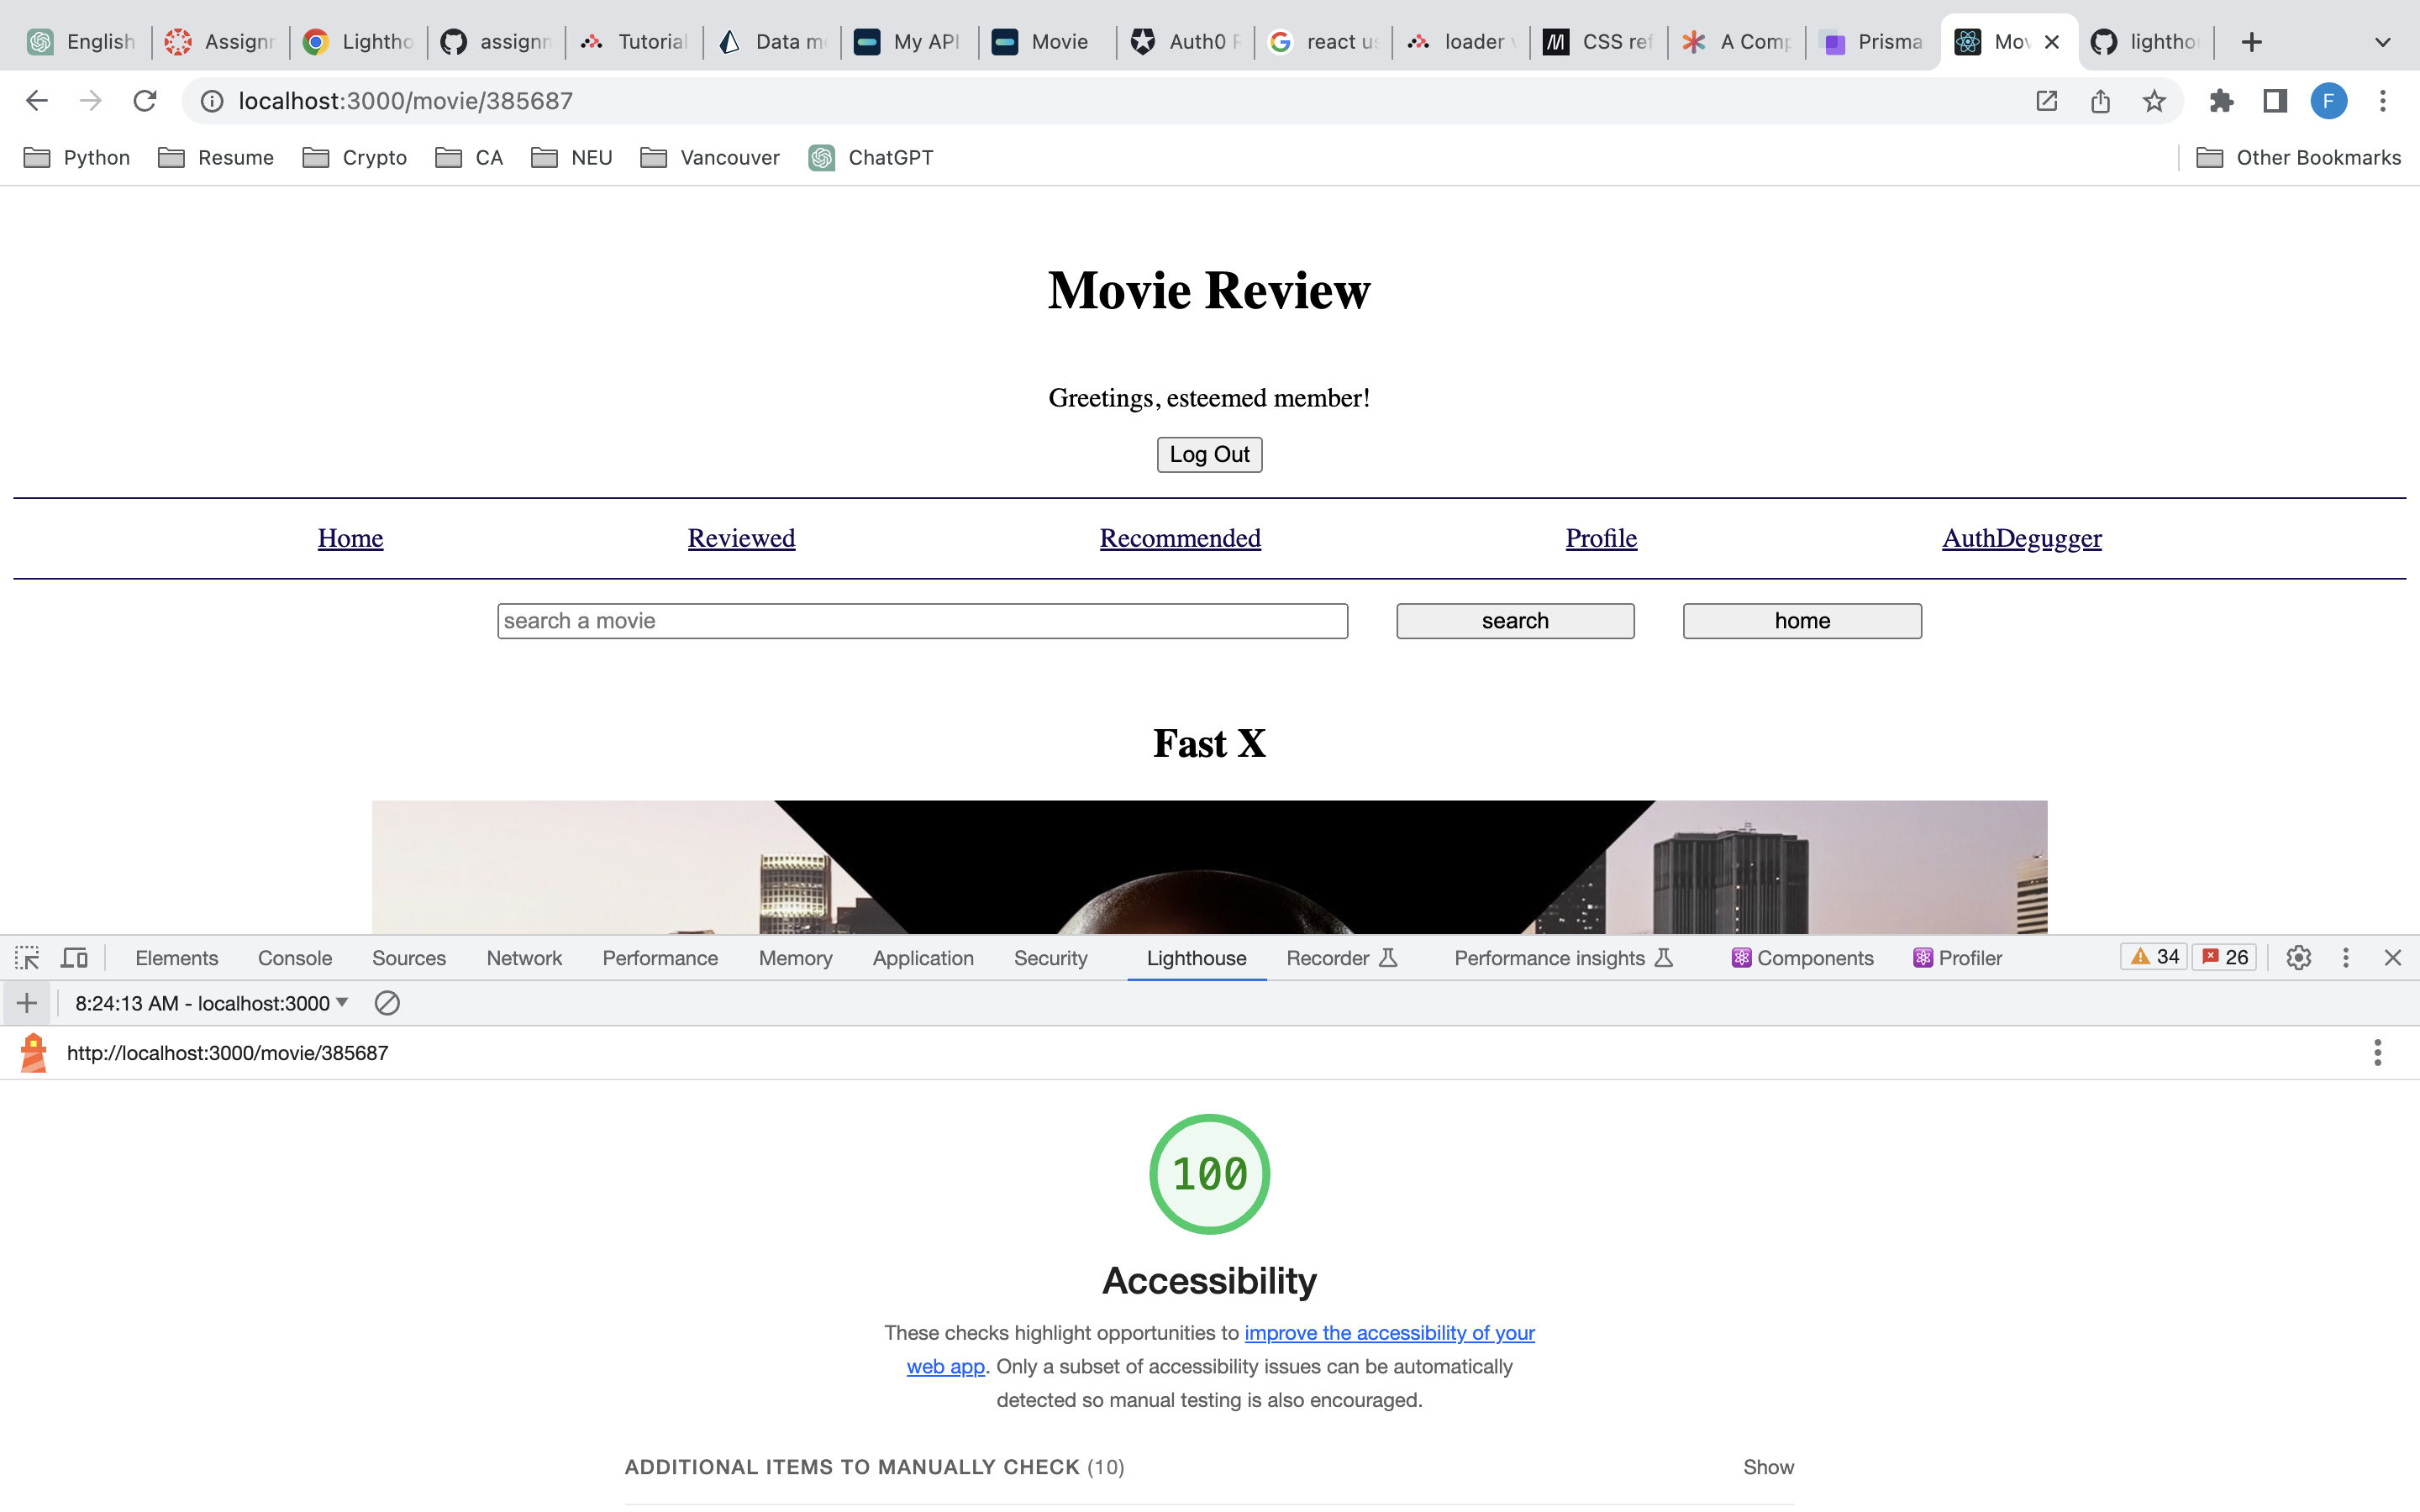 English Assignr Lightho assignn Tutorial Data mo My API Movie Auth0 R react us loader v CSS ref A Comp Prisma Mov lightho
localhost:3000/movie/385687 F
Python Resume Crypto CA NEU Vancouver ChatGPT Other Bookmarks
Movie Review
Greetings, esteemed member!
Log Out
Home Reviewed Recommended Profile AuthDegugger
search a movie search home
Fast X
Elements Console Sources Network Performance Memory Application Security Lighthouse Recorder Performance insights Components Profiler 34 26
8:24:13 AM - localhost:3000
http://localhost:3000/movie/385687
100
Accessibility
These checks highlight opportunities to improve the accessibility of your
web app. Only a subset of accessibility issues can be automatically
detected so manual testing is also encouraged.
ADDITIONAL ITEMS TO MANUALLY CHECK (10) Show